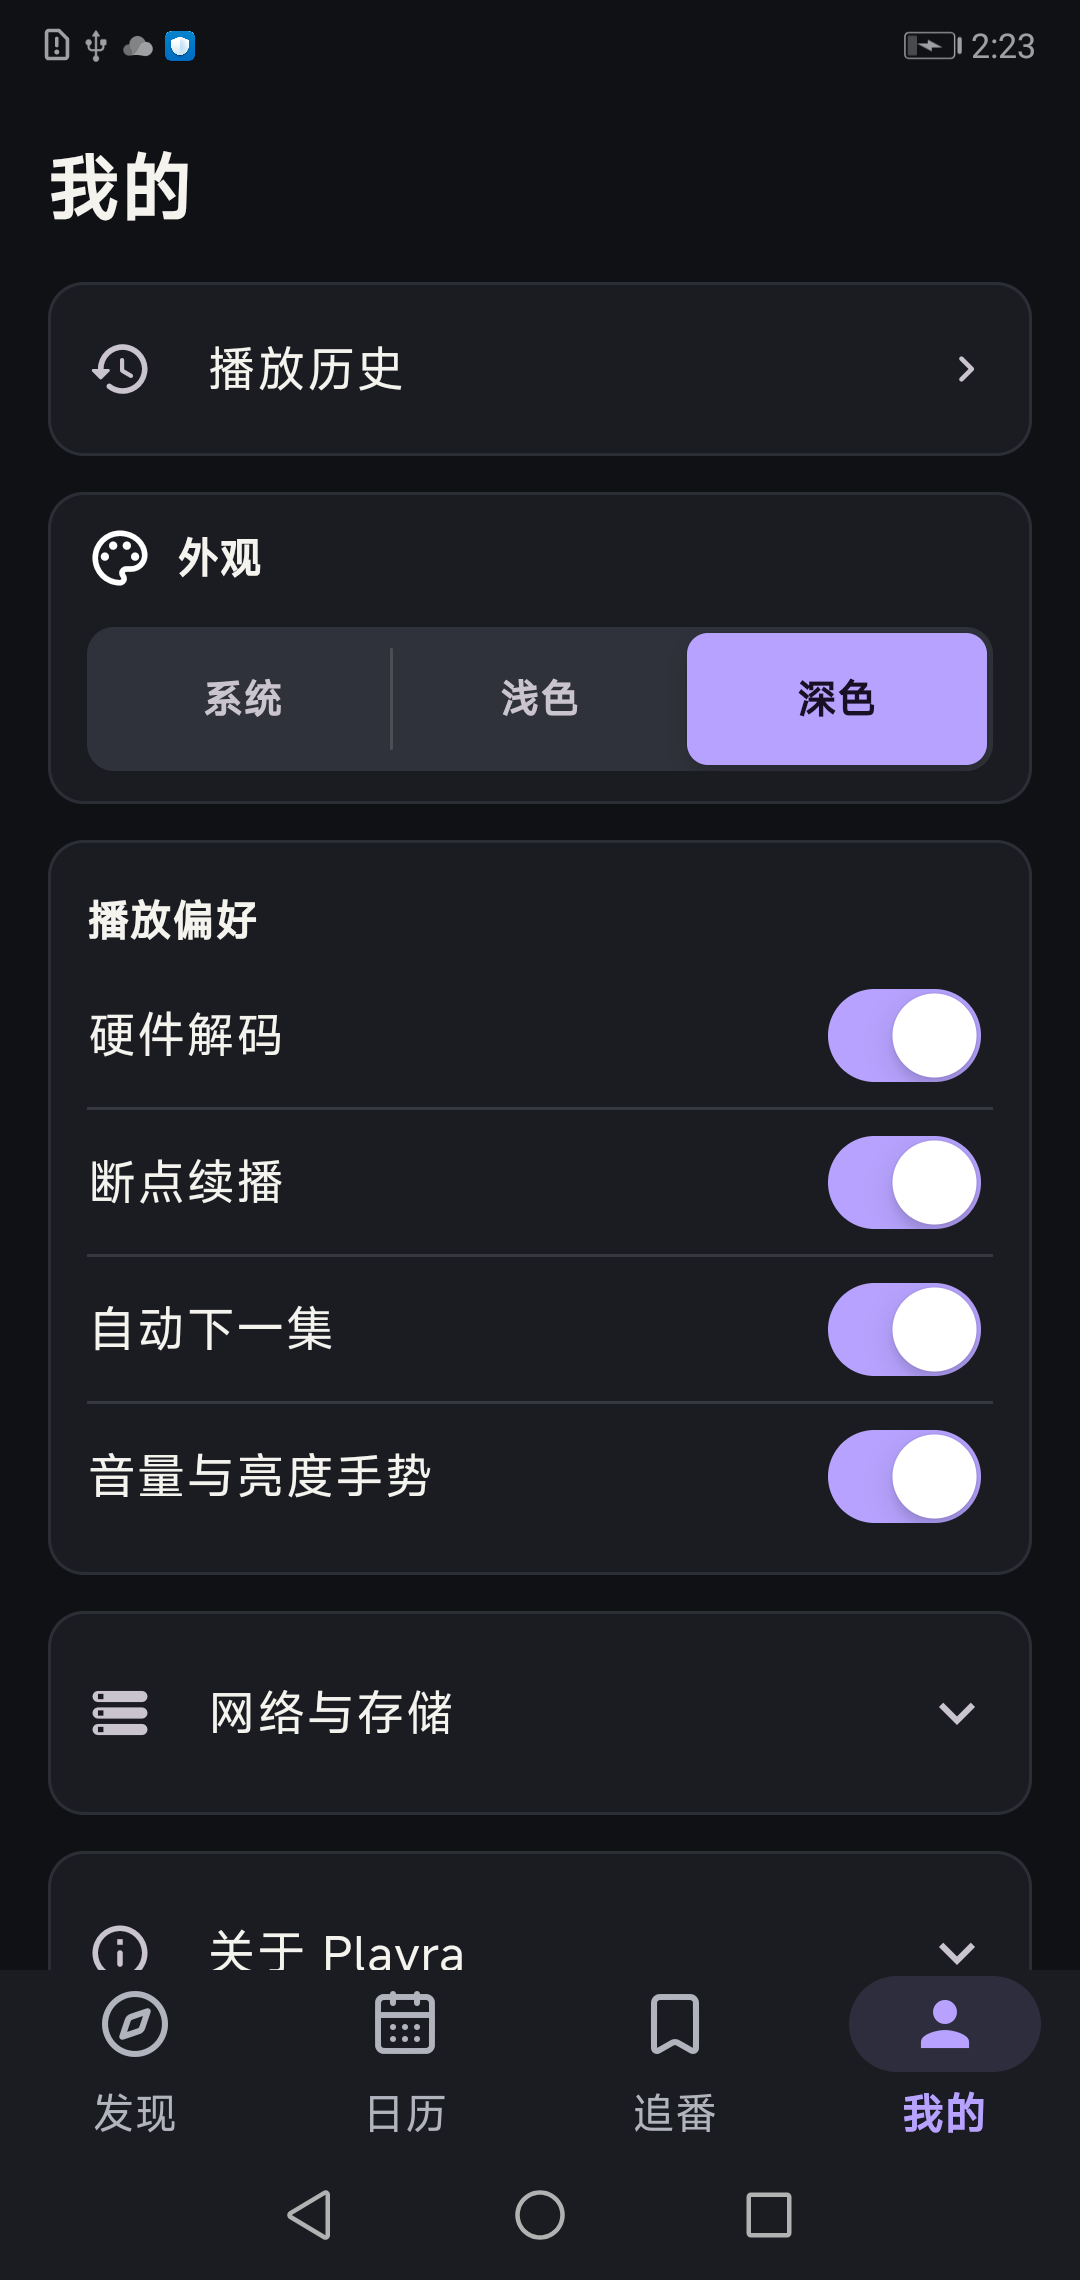 2:23
我的
播放历史
外观
系统 浅色 深色
播放偏好
硬件解码
断点续播
自动下一集
音量与亮度手势
网络与存储
关于 Playra
发现 日历 追番 我的